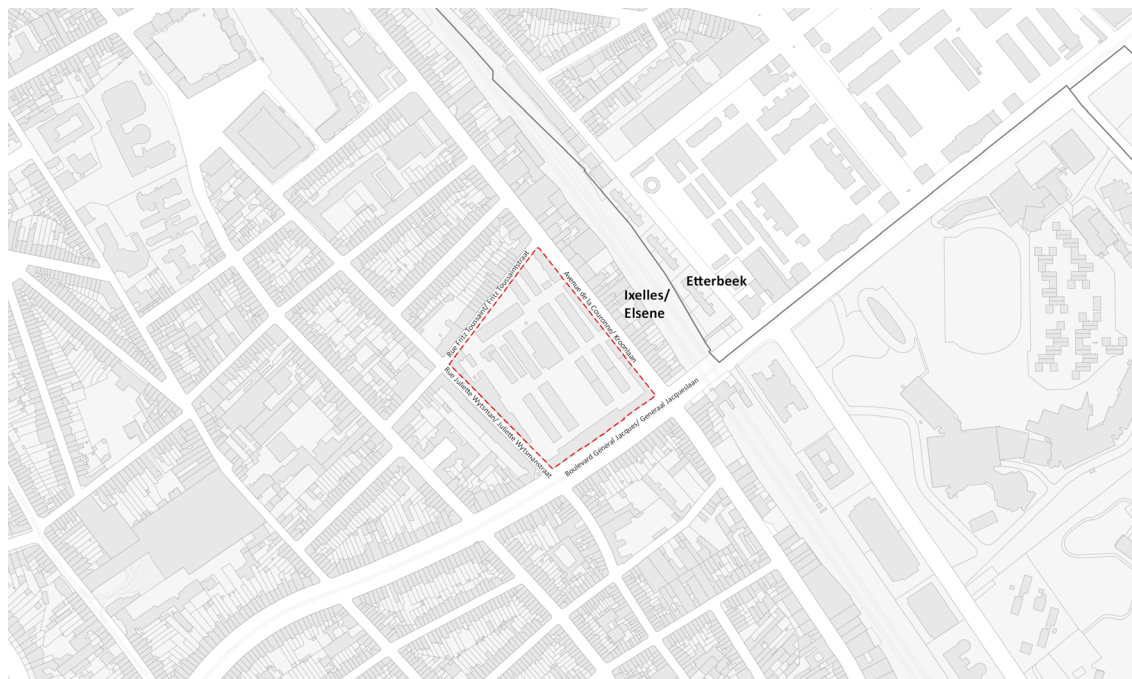 Etterbeek
Ixelles/
Elsene
Rue Fritz Toussaint/ Fritz Toussaintstraat
Avenue de la Couronne/ Kroonlaan
Rue Juliette Wytsman/ Juliette Wytsmanstraat
Boulevard Général Jacques/ Generaal Jacqueslaan